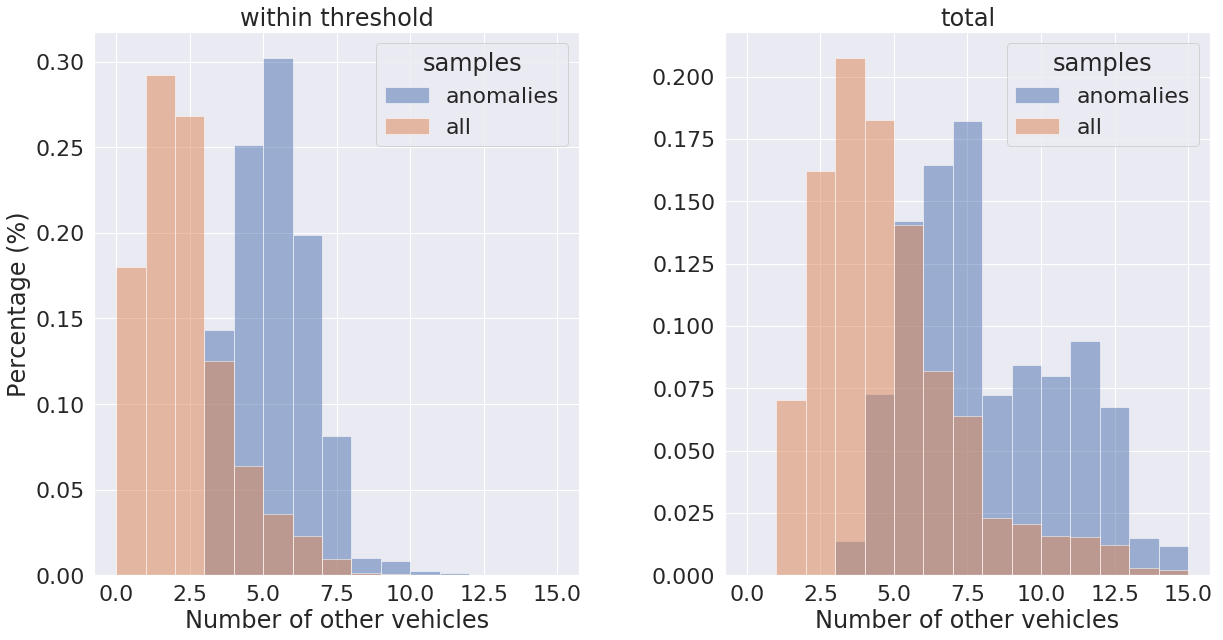 within threshold
Percentage (%)
0.30
0.25
0.20
0.15
0.10
0.05
0.00
samples
anomalies
all
0.0 2.5 5.0 7.5 10.0 12.5 15.0
Number of other vehicles
total
0.200
0.175
0.150
0.125
0.100
0.075
0.050
0.025
0.000
samples
anomalies
all
0.0 2.5 5.0 7.5 10.0 12.5 15.0
Number of other vehicles